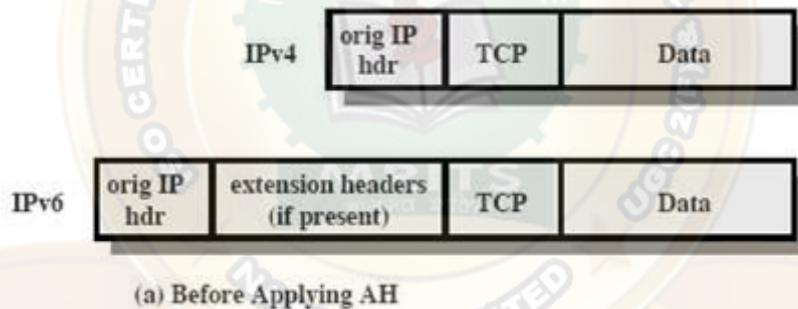 IPv4
orig IP
hdr
TCP
Data
IPv6
orig IP
hdr
extension headers
(if present)
TCP
Data
(a) Before Applying AH